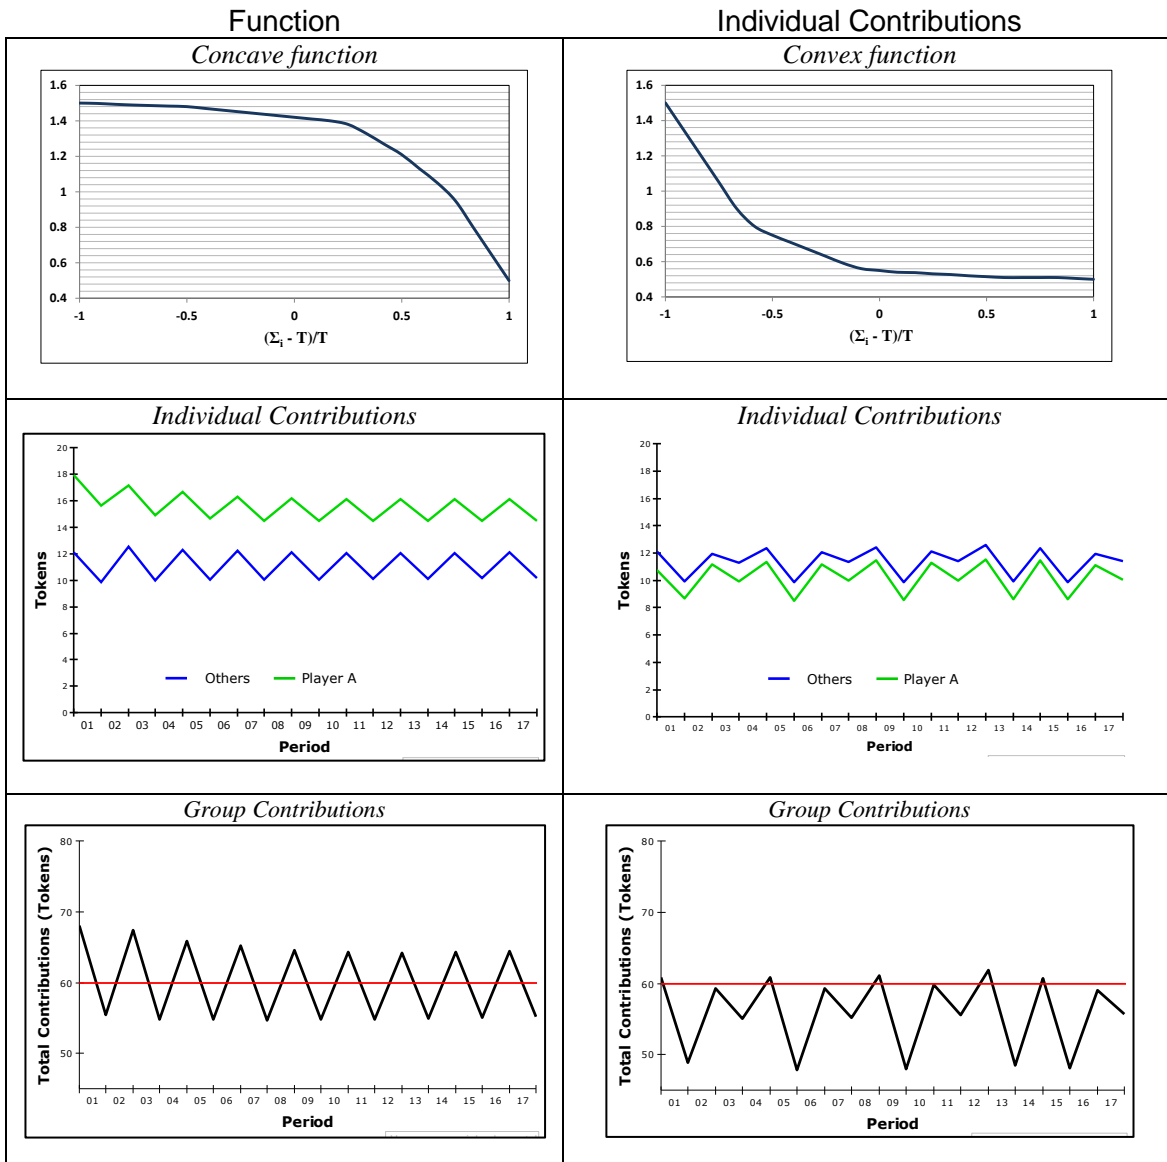 Function
Individual Contributions
Concave function
1.6
1.4
1.2
1
0.8
0.6
0.4
-1
-0.5
0
0.5
1
(Σi - T)/T
Convex function
1.6
1.4
1.2
1
0.8
0.6
0.4
-1
-0.5
0
0.5
1
(Σi - T)/T
Individual Contributions
Tokens
20
18
16
14
12
10
8
6
4
2
0
Others
Player A
01 02 03 04 05 06 07 08 09 10 11 12 13 14 15 16 17
Period
Individual Contributions
Tokens
20
18
16
14
12
10
8
6
4
2
0
Others
Player A
01 02 03 04 05 06 07 08 09 10 11 12 13 14 15 16 17
Period
Group Contributions
Total Contributions (Tokens)
80
70
60
50
01 02 03 04 05 06 07 08 09 10 11 12 13 14 15 16 17
Period
Group Contributions
Total Contributions (Tokens)
80
70
60
50
01 02 03 04 05 06 07 08 09 10 11 12 13 14 15 16 17
Period